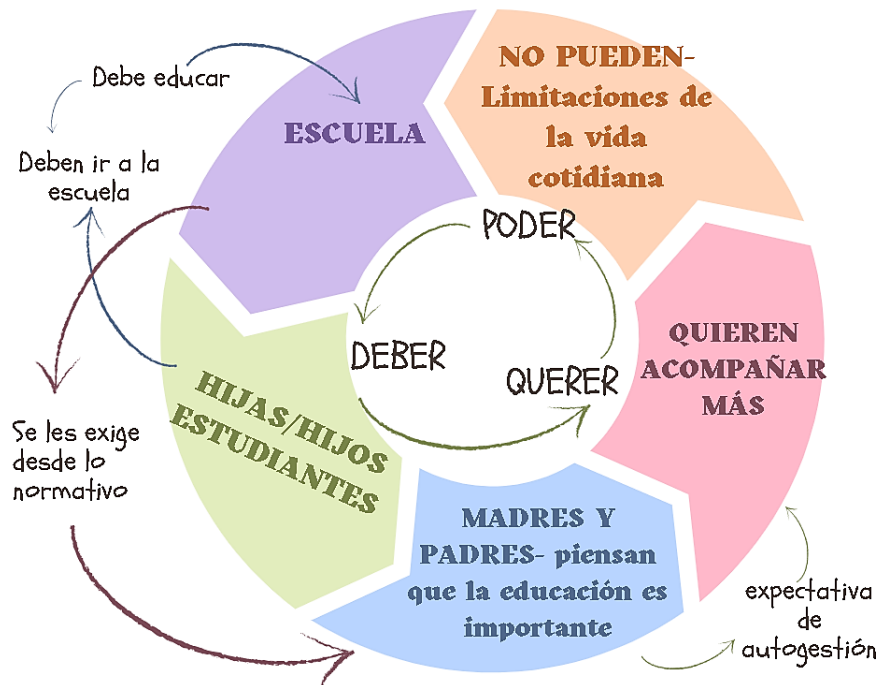 Debe educar
Deben ir a la
escuela
ESCUELA
NO PUEDEN-
Limitaciones de
la vida
cotidiana
PODER
DEBER
QUERER
QUIEREN
ACOMPAÑAR
MÁS
HIJAS/HIJOS
ESTUDIANTES
Se les exige
desde lo
normativo
MADRES Y
PADRES- piensan
que la educación es
importante
expectativa
de
autogestión